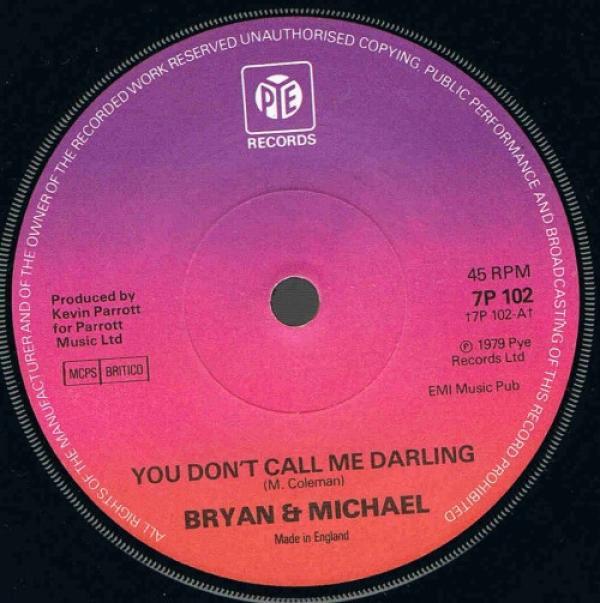 ALL RIGHTS OF THE MANUFACTURER AND OF THE OWNER OF THE RECORDED WORK RESERVED UNAUTHORISED COPYING, PUBLIC PERFORMANCE AND BROADCASTING OF THIS RECORD PROHIBITED
PYE
RECORDS
45 RPM
7P 102
†7P 102-A†
Ⓟ 1979 Pye
Records Ltd
EMI Music Pub
Produced by
Kevin Parrott
for Parrott
Music Ltd
MCPS BRITICO
YOU DON'T CALL ME DARLING
(M. Coleman)
BRYAN & MICHAEL
Made in England